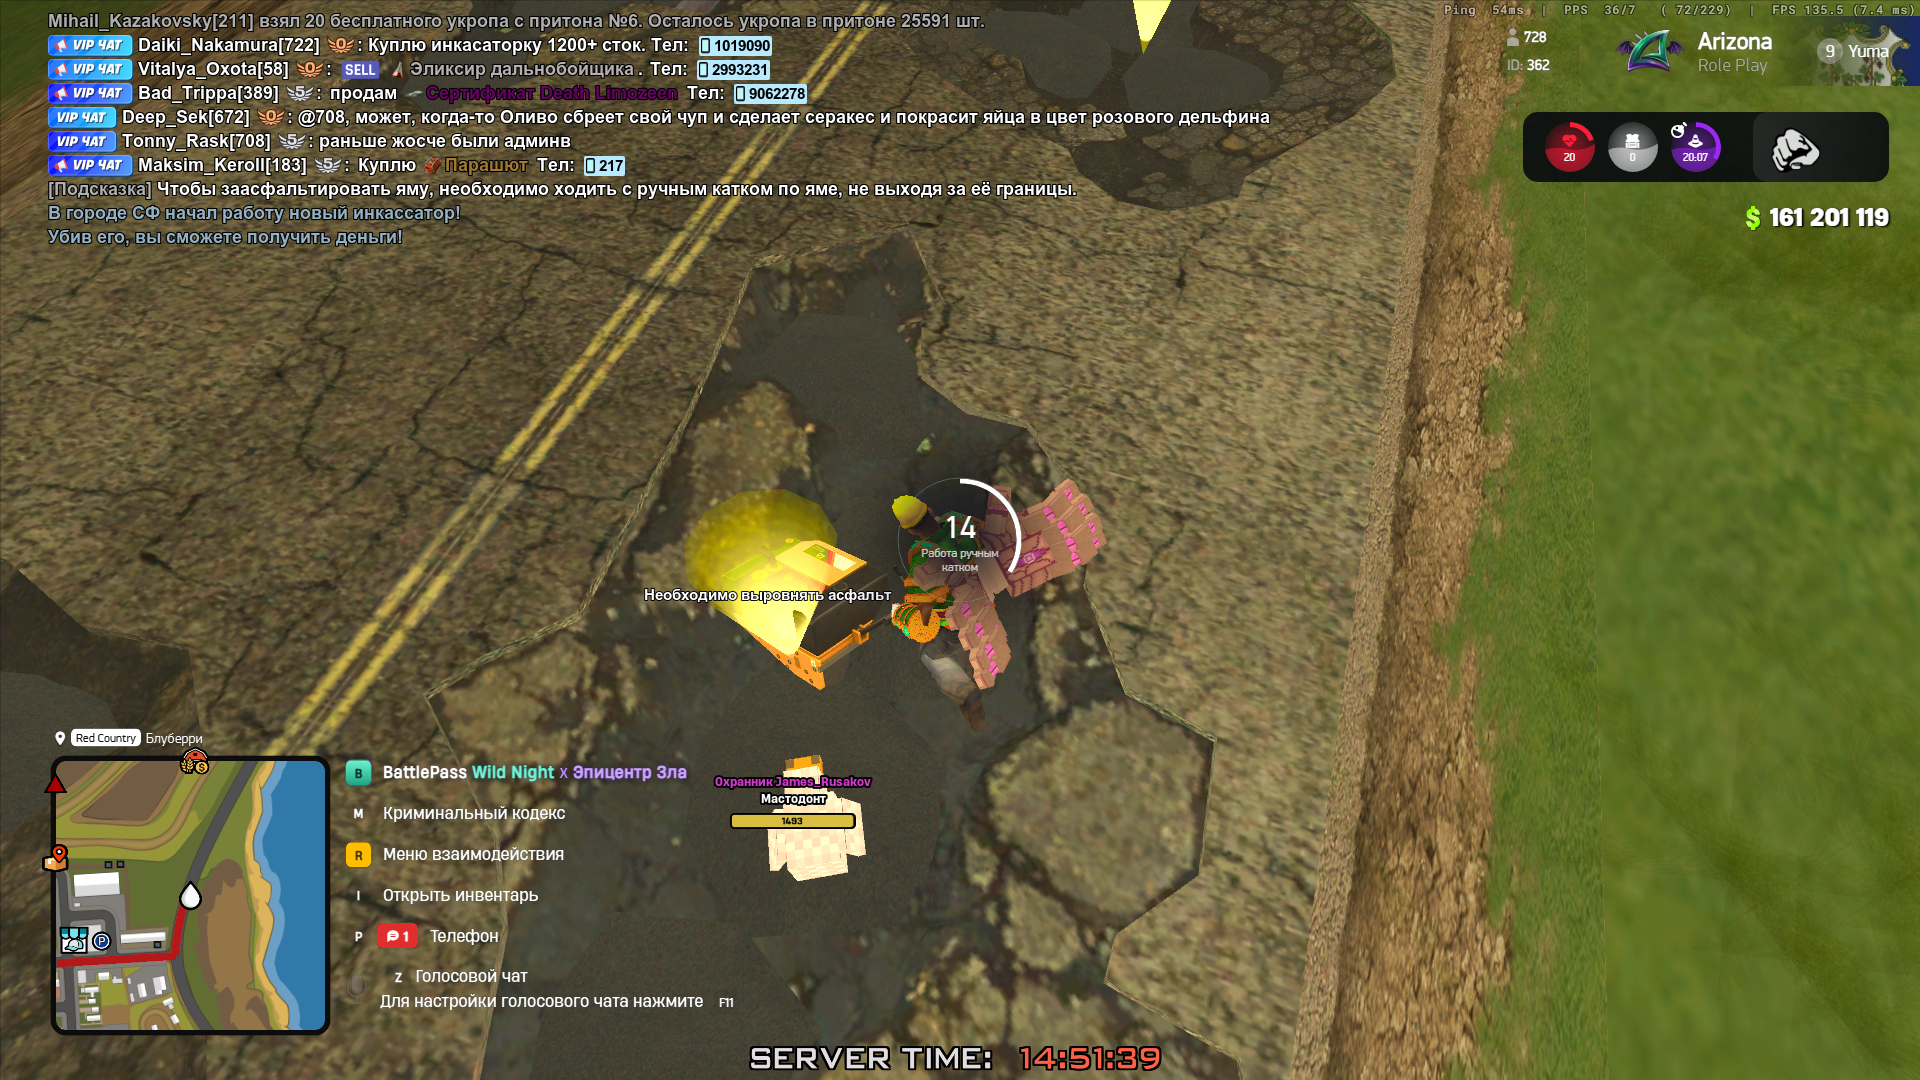 Mihail_Kazakovsky[211] взял 20 бесплатного укропа с притона №6. Осталось укропа в притоне 25591 шт.
VIP ЧАТ Daiki_Nakamura[722] : Куплю инкасаторку 1200+ сток. Тел: 1019090
VIP ЧАТ Vitalya_Oxota[58] : SELL Эликсир дальнобойщика . Тел: 2993231
VIP ЧАТ Bad_Trippa[389] 5 : продам Сертификат Death Limozeen Тел: 9062278
VIP ЧАТ Deep_Sek[672] : @708, может, когда-то Оливо сбреет свой чуп и сделает серакес и покрасит яйца в цвет розового дельфина
VIP ЧАТ Tonny_Rask[708] 5 : раньше жосче были админв
VIP ЧАТ Maksim_Keroll[183] 5 : Куплю Парашют Тел: 217
[Подсказка] Чтобы заасфальтировать яму, необходимо ходить с ручным катком по яме, не выходя за её границы.
В городе СФ начал работу новый инкассатор!
Убив его, вы сможете получить деньги!
Ping 54ms | PPS 36/7 ( 72/229) | FPS 135.5 (7.4 ms)
728
ID: 362
Arizona
Role Play
9 Yuma
20
0
20:07
$ 161 201 119
14
Работа ручным
катком
Необходимо выровнять асфальт
Охранник James_Rusakov
Мастодонт
1493
Red Country Блуберри
P
B BattlePass Wild Night x Эпицентр Зла
M Криминальный кодекс
R Меню взаимодействия
I Открыть инвентарь
P 1 Телефон
Z Голосовой чат
Для настройки голосового чата нажмите F11
SERVER TIME: 14:51:39